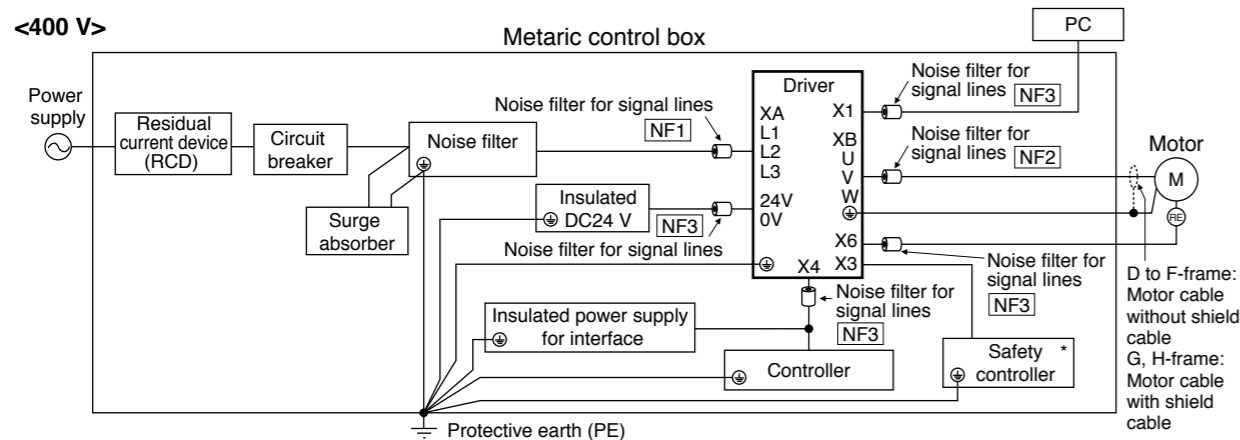 <400 V>
Metaric control box
PC
Power
supply
Residual
current device
(RCD)
Circuit
breaker
Noise filter
Surge
absorber
Noise filter for signal lines
NF1
Insulated
DC24 V
NF3
Noise filter for signal lines
Driver
XA
L1
L2
L3
24V
0V
X1
XB
U
V
W
X6
X4
X3
Noise filter for
signal lines
NF3
Noise filter for
signal lines
NF2
Motor
M
RE
Noise filter for
signal lines
NF3
Noise filter for
signal lines
NF3
Insulated power supply
for interface
Controller
Safety *
controller
D to F-frame:
Motor cable
without shield
cable
G, H-frame:
Motor cable
with shield
cable
Protective earth (PE)